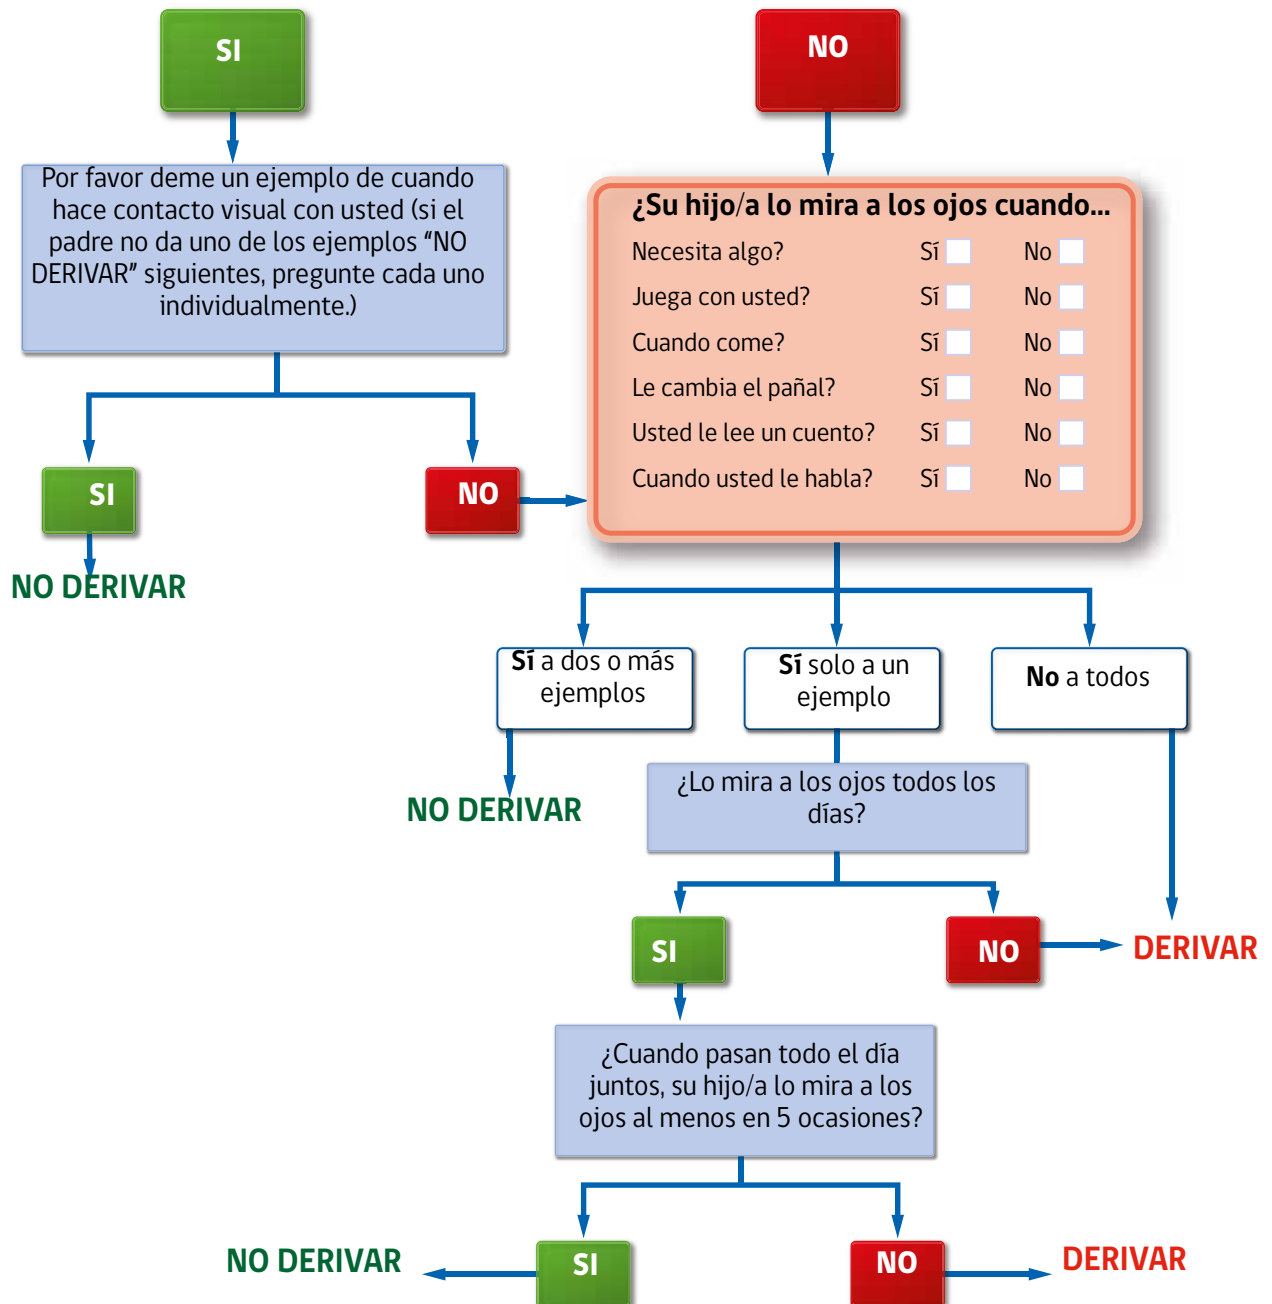 SI
NO
Por favor deme un ejemplo de cuando
hace contacto visual con usted (si el
padre no da uno de los ejemplos “NO
DERIVAR” siguientes, pregunte cada uno
individualmente.)
¿Su hijo/a lo mira a los ojos cuando...
Necesita algo? Sí No
Juega con usted? Sí No
Cuando come? Sí No
Le cambia el pañal? Sí No
Usted le lee un cuento? Sí No
Cuando usted le habla? Sí No
SI
NO
NO DERIVAR
Sí a dos o más
ejemplos
Sí solo a un
ejemplo
No a todos
NO DERIVAR
¿Lo mira a los ojos todos los
días?
SI
NO
DERIVAR
¿Cuando pasan todo el día
juntos, su hijo/a lo mira a los
ojos al menos en 5 ocasiones?
NO DERIVAR
SI
NO
DERIVAR